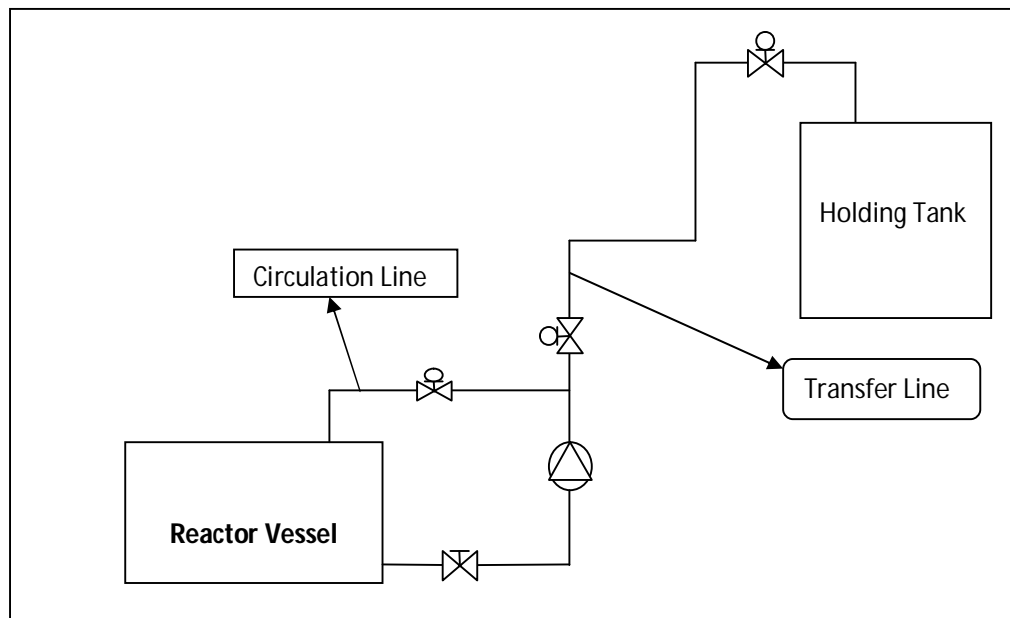 Holding Tank
Circulation Line
Transfer Line
Reactor Vessel